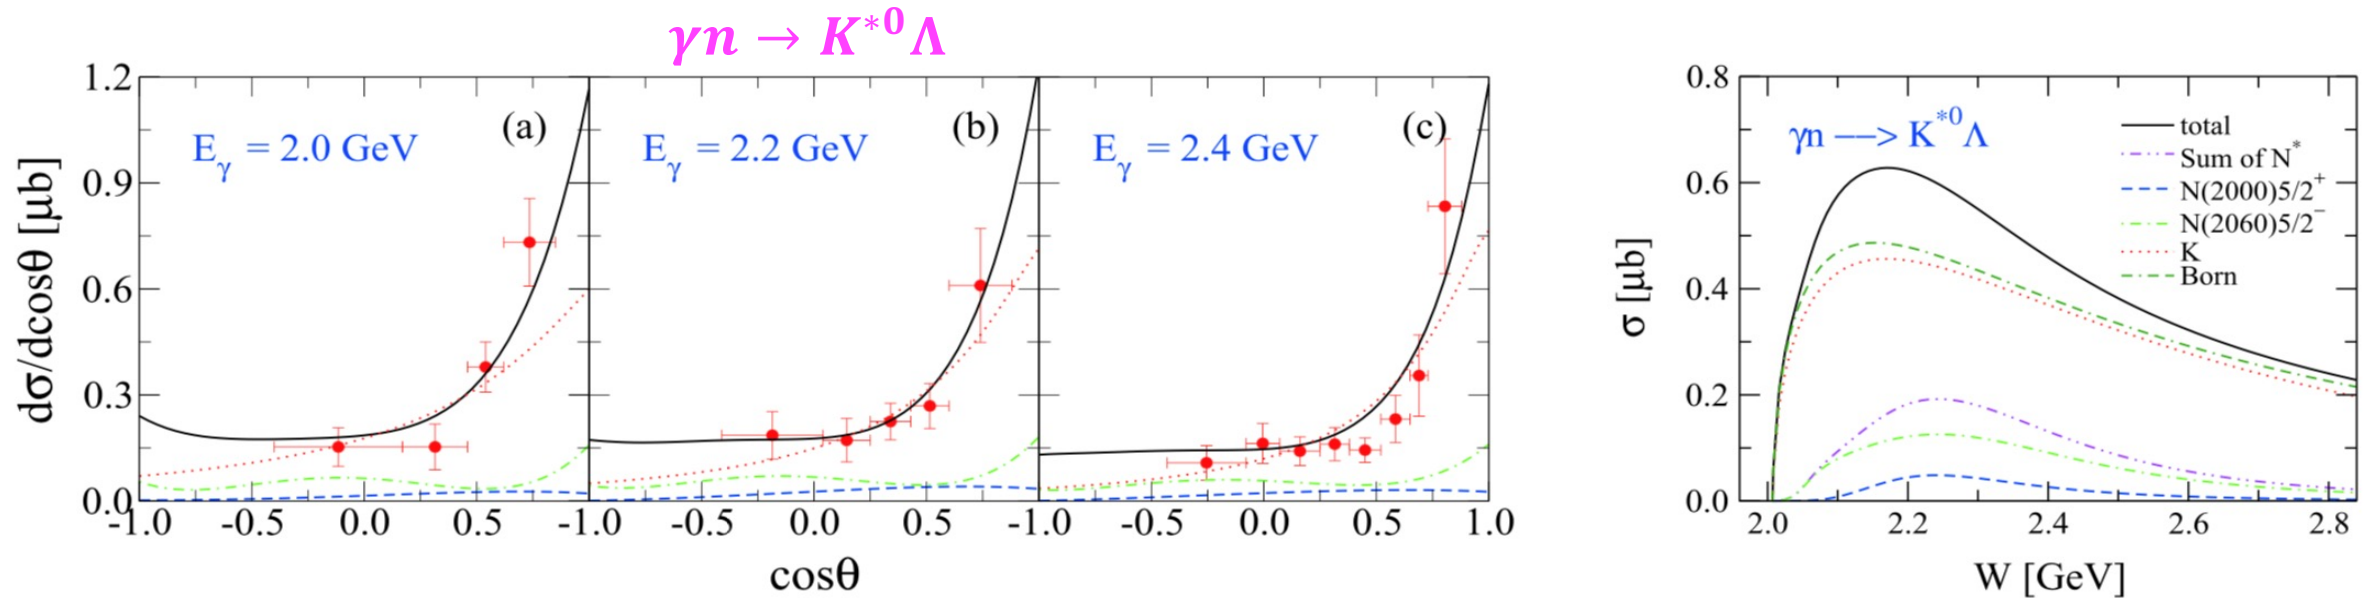 γn → K*⁰Λ
dσ/dcosθ [μb]
1.2
0.9
0.6
0.3
0.0
E_γ = 2.0 GeV
(a)
E_γ = 2.2 GeV
(b)
E_γ = 2.4 GeV
(c)
-1.0 -0.5 0.0 0.5 -1.0 -0.5 0.0 0.5 -1.0 -0.5 0.0 0.5 1.0
cosθ
σ [μb]
0.8
0.6
0.4
0.2
0.0
γn —> K*⁰Λ
total
Sum of N*
N(2000)5/2⁺
N(2060)5/2⁻
K
Born
2.0 2.2 2.4 2.6 2.8
W [GeV]